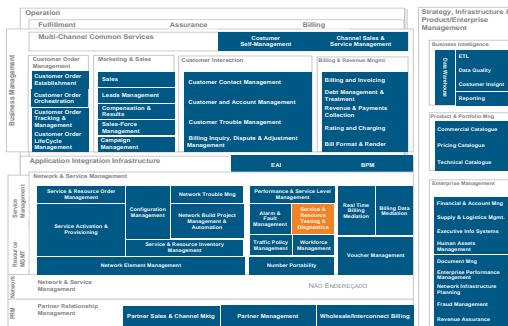 Operation
Fulfillment
Assurance
Billing
Multi-Channel Common Services
Costumer
Self-Management
Channel Sales &
Service Management
Business Management
Customer Order
Management
Customer Order
Establishment
Customer Order
Orchestration
Customer Order
Tracking &
Management
Customer Order
LifeCycle
Management
Marketing & Sales
Sales
Leads Management
Compensation &
Results
Sales-Force
Management
Campaign
Management
Customer Interaction
Customer Contact Management
Customer and Account Management
Customer Trouble Management
Billing Inquiry, Dispute & Adjustment
Management
Billing & Revenue Mngmt
Billing and Invoicing
Debt Management &
Treatment
Revenue & Payments
Collection
Rating and Charging
Bill Format & Render
Application Integration Infrastructure
EAI
BPM
Service
Management
Resource
MGMT
Network & Service Management
Service & Resource Order
Management
Service Activation &
Provisioning
Configuration
Management
Network Trouble Mng
Network Build Project
Management &
Automation
Service & Resource Inventory
Management
Network Element Management
Performance & Service Level
Management
Alarm &
Fault
Management
Service &
Resource
Testing &
Diagnostics
Traffic Policy
Management
Workforce
Management
Number Portability
Real Time
Billing
Mediation
Billing Data
Mediation
Voucher Management
Network
Network & Service
Management
NÃO ENDEREÇADO
PRM
Partner Relationship
Management
Partner Sales & Channel Mktg
Partner Management
Wholesale/Interconnect Billing
Strategy, Infrastructure &
Product/Enterprise
Management
Business Intelligence
Data Warehouse
ETL
Data Quality
Costumer Insight
Reporting
Product & Portfolio Mng
Commercial Catalogue
Pricing Catalogue
Technical Catalogue
Enterprise Management
Financial & Account Mng
Supply & Logistics Mgmt.
Executive Info Systems
Human Assets
Management
Document Mng
Enterprise Performance
Management
Network Infrastructure
Planning
Fraud Management
Revenue Assurance